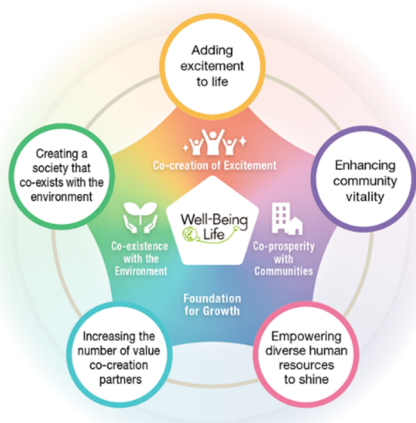 Adding
excitement
to life
Co-creation of Excitement
Creating a
society that
co-exists with the
environment
Enhancing
community
vitality
Well-Being
Life
Co-existence
with the
Environment
Co-prosperity
with
Communities
Foundation
for Growth
Increasing the
number of value
co-creation
partners
Empowering
diverse human
resources
to shine